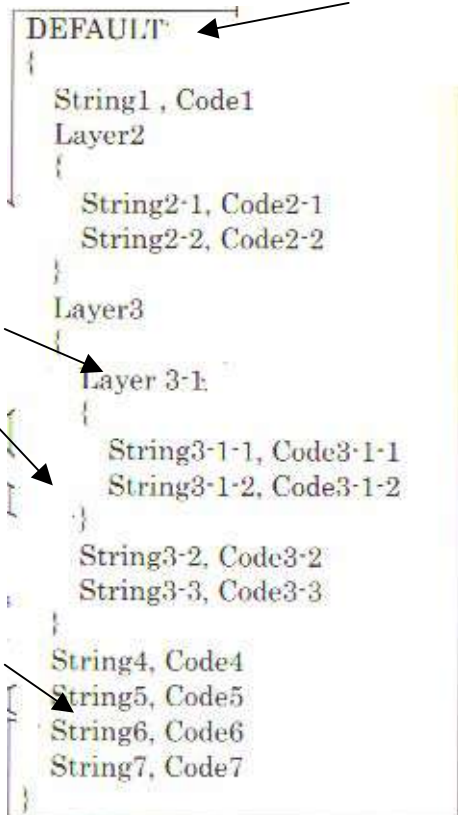 DEFAULT
{
String1 , Code1
Layer2
{
String2-1, Code2-1
String2-2, Code2-2
}
Layer3
{
Layer 3-1
{
String3-1-1, Code3-1-1
String3-1-2, Code3-1-2
}
String3-2, Code3-2
String3-3, Code3-3
}
String4, Code4
String5, Code5
String6, Code6
String7, Code7
}